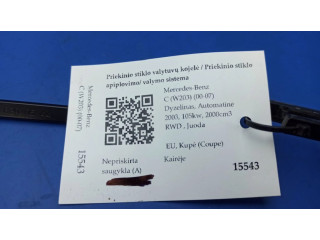 Priekinio stiklo valytuvų kojelė / Priekinio stiklo
apiplovimo/ valymo sistema
Mercedes-Benz
C (W203) (00-07)
Dyzelinas, Automatinė
2003, 105kw, 2000cm3
RWD , Juoda
EU, Kupė (Coupe)
Nepriskirta
saugykla (A)
Kairėje
15543
Mercedes-Benz
C (W203) (00-07)
15543